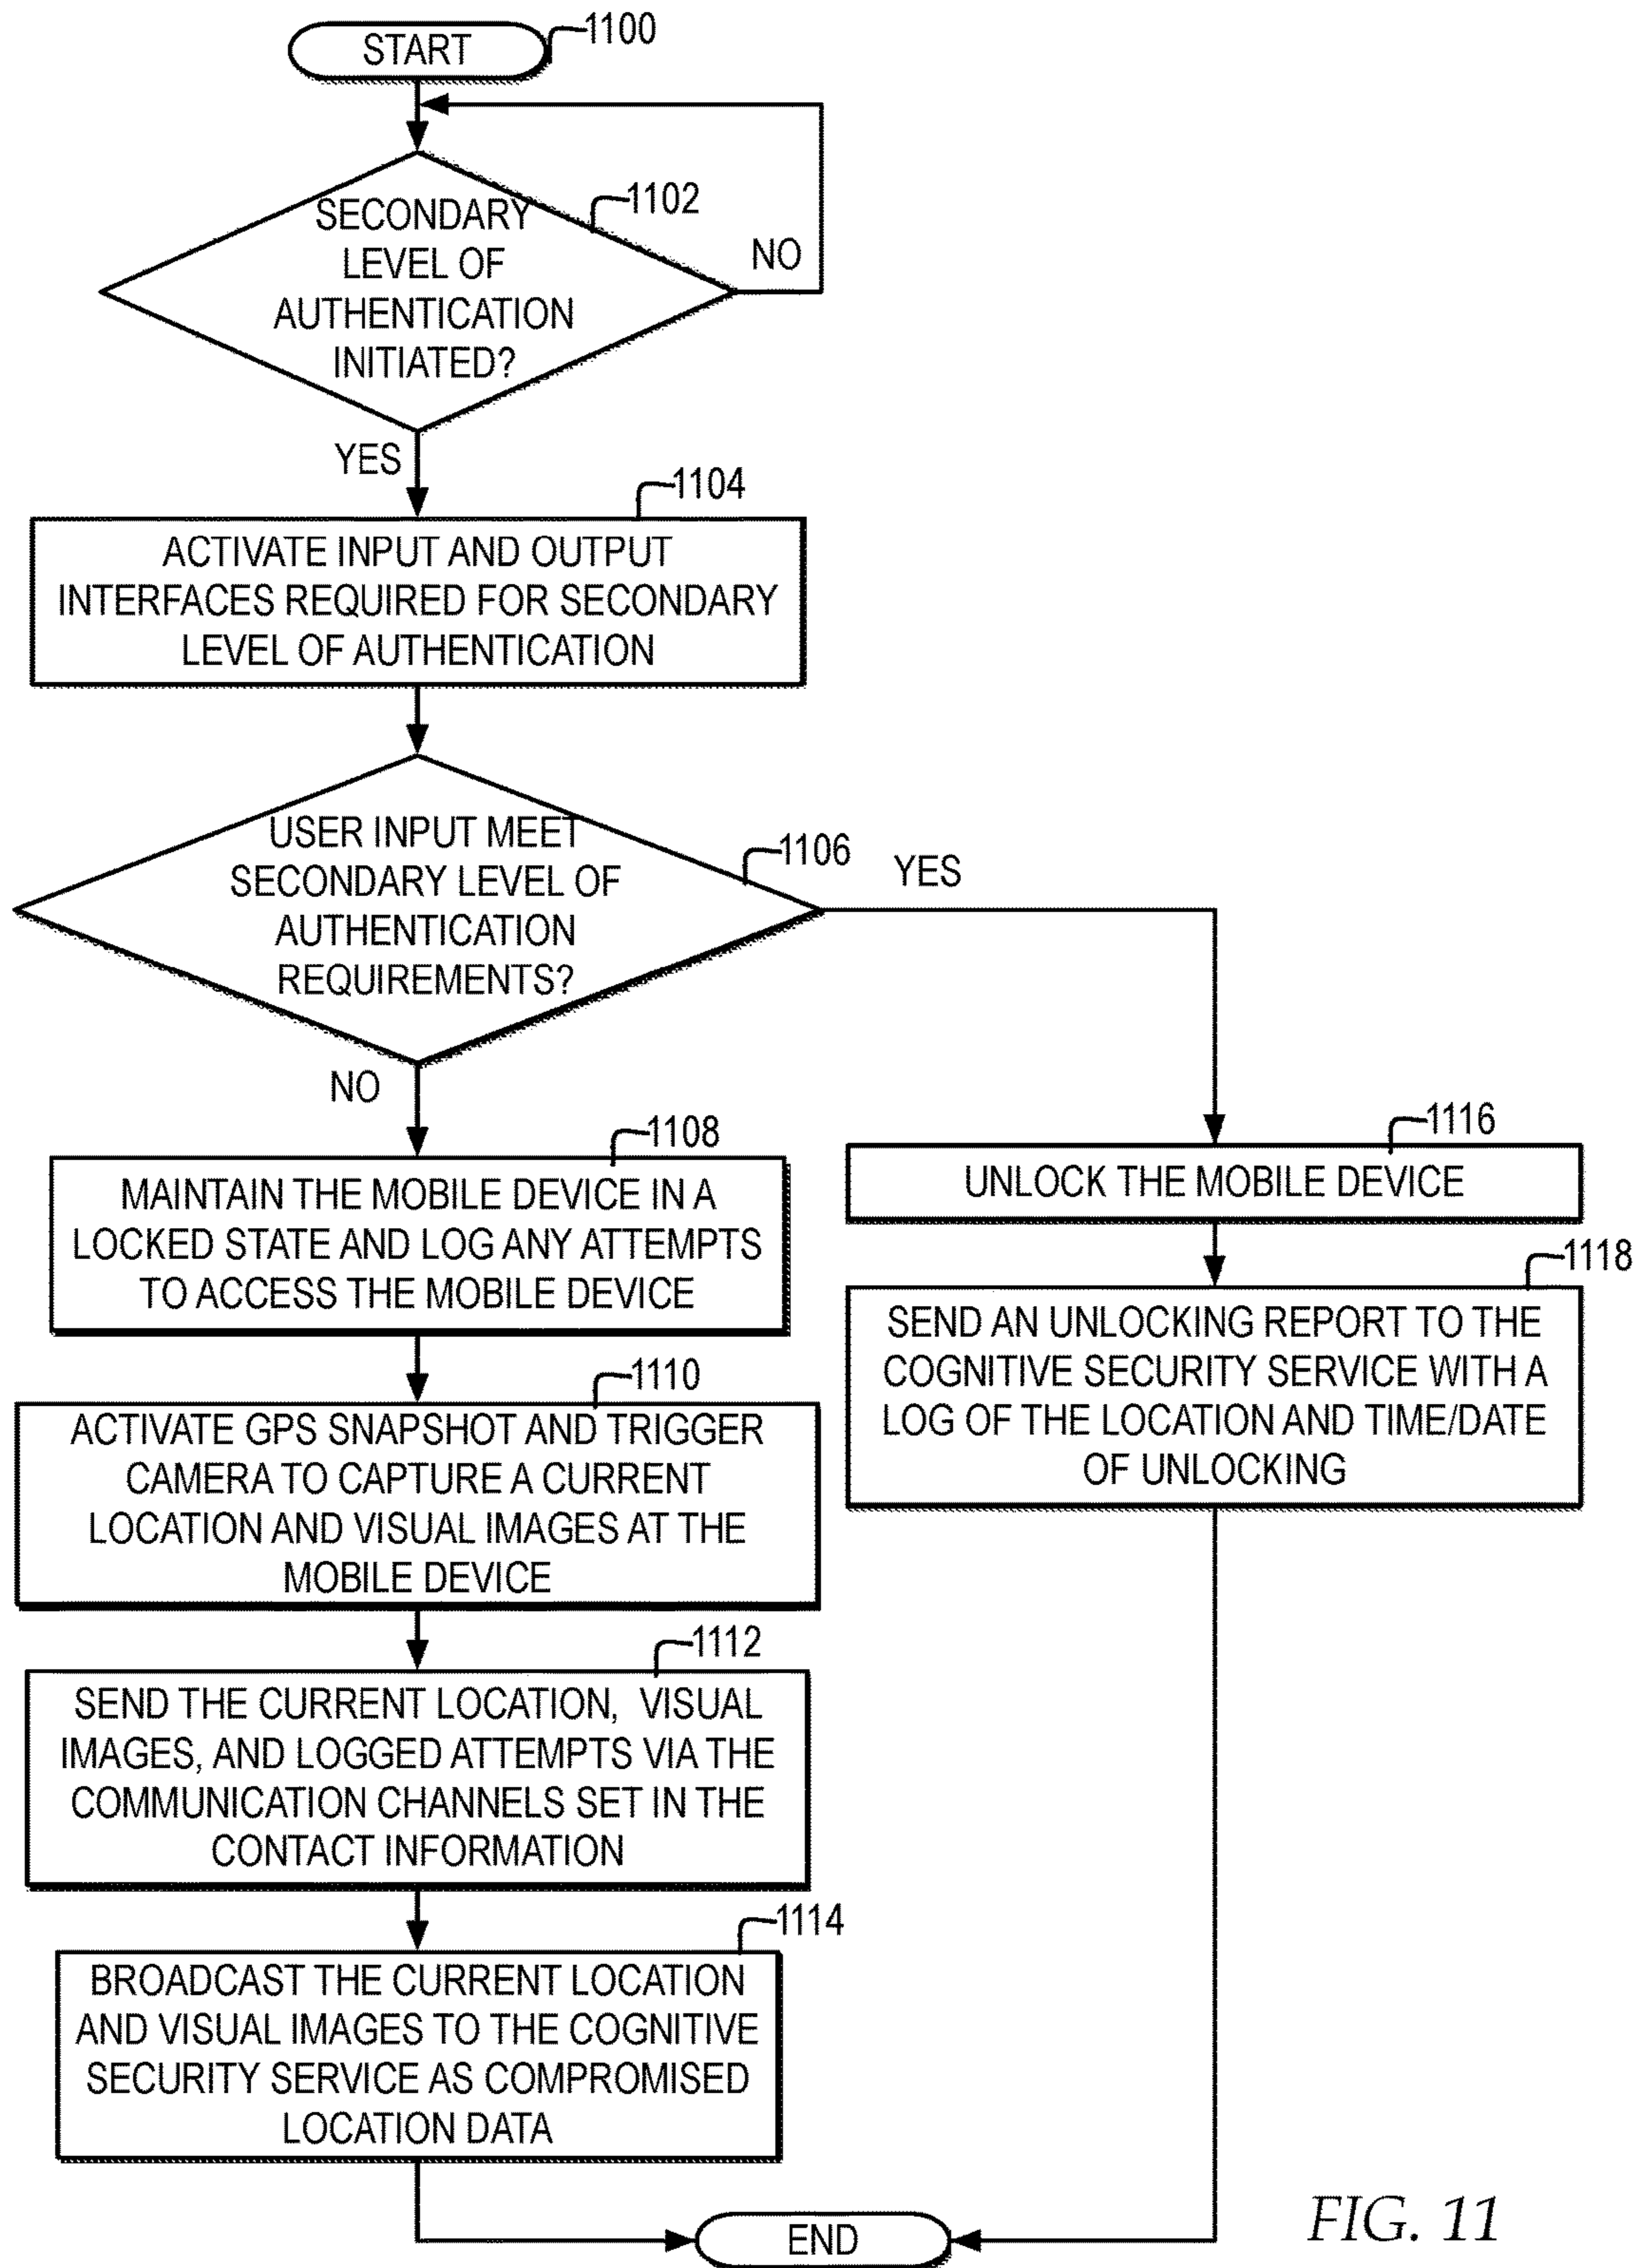 START
1100
SECONDARY
LEVEL OF
AUTHENTICATION
INITIATED?
1102
NO
YES
1104
ACTIVATE INPUT AND OUTPUT
INTERFACES REQUIRED FOR SECONDARY
LEVEL OF AUTHENTICATION
USER INPUT MEET
SECONDARY LEVEL OF
AUTHENTICATION
REQUIREMENTS?
1106
YES
NO
1108
MAINTAIN THE MOBILE DEVICE IN A
LOCKED STATE AND LOG ANY ATTEMPTS
TO ACCESS THE MOBILE DEVICE
1110
ACTIVATE GPS SNAPSHOT AND TRIGGER
CAMERA TO CAPTURE A CURRENT
LOCATION AND VISUAL IMAGES AT THE
MOBILE DEVICE
1112
SEND THE CURRENT LOCATION, VISUAL
IMAGES, AND LOGGED ATTEMPTS VIA THE
COMMUNICATION CHANNELS SET IN THE
CONTACT INFORMATION
1114
BROADCAST THE CURRENT LOCATION
AND VISUAL IMAGES TO THE COGNITIVE
SECURITY SERVICE AS COMPROMISED
LOCATION DATA
1116
UNLOCK THE MOBILE DEVICE
1118
SEND AN UNLOCKING REPORT TO THE
COGNITIVE SECURITY SERVICE WITH A
LOG OF THE LOCATION AND TIME/DATE
OF UNLOCKING
END
FIG. 11